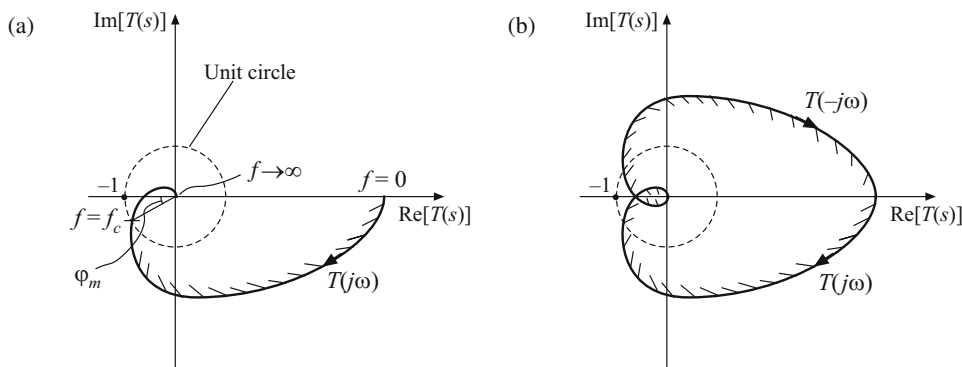 (a)
Im[T(s)]
Unit circle
f→∞
f=0
−1
Re[T(s)]
f=f_c
φ_m
T(jω)
(b)
Im[T(s)]
T(−jω)
−1
Re[T(s)]
T(jω)